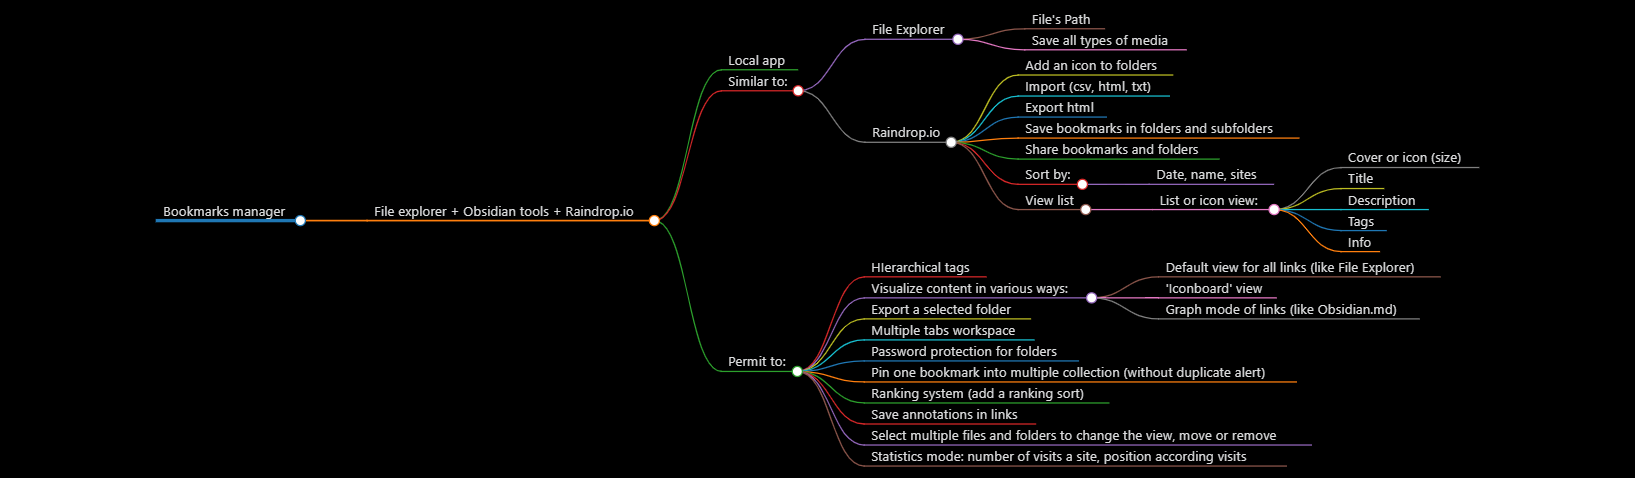 Bookmarks manager
File explorer + Obsidian tools + Raindrop.io
Local app
Similar to:
File Explorer
File's Path
Save all types of media
Raindrop.io
Add an icon to folders
Import (csv, html, txt)
Export html
Save bookmarks in folders and subfolders
Share bookmarks and folders
Sort by:
Date, name, sites
View list
List or icon view:
Cover or icon (size)
Title
Description
Tags
Info
Permit to:
HIerarchical tags
Visualize content in various ways:
Default view for all links (like File Explorer)
'Iconboard' view
Graph mode of links (like Obsidian.md)
Export a selected folder
Multiple tabs workspace
Password protection for folders
Pin one bookmark into multiple collection (without duplicate alert)
Ranking system (add a ranking sort)
Save annotations in links
Select multiple files and folders to change the view, move or remove
Statistics mode: number of visits a site, position according visits